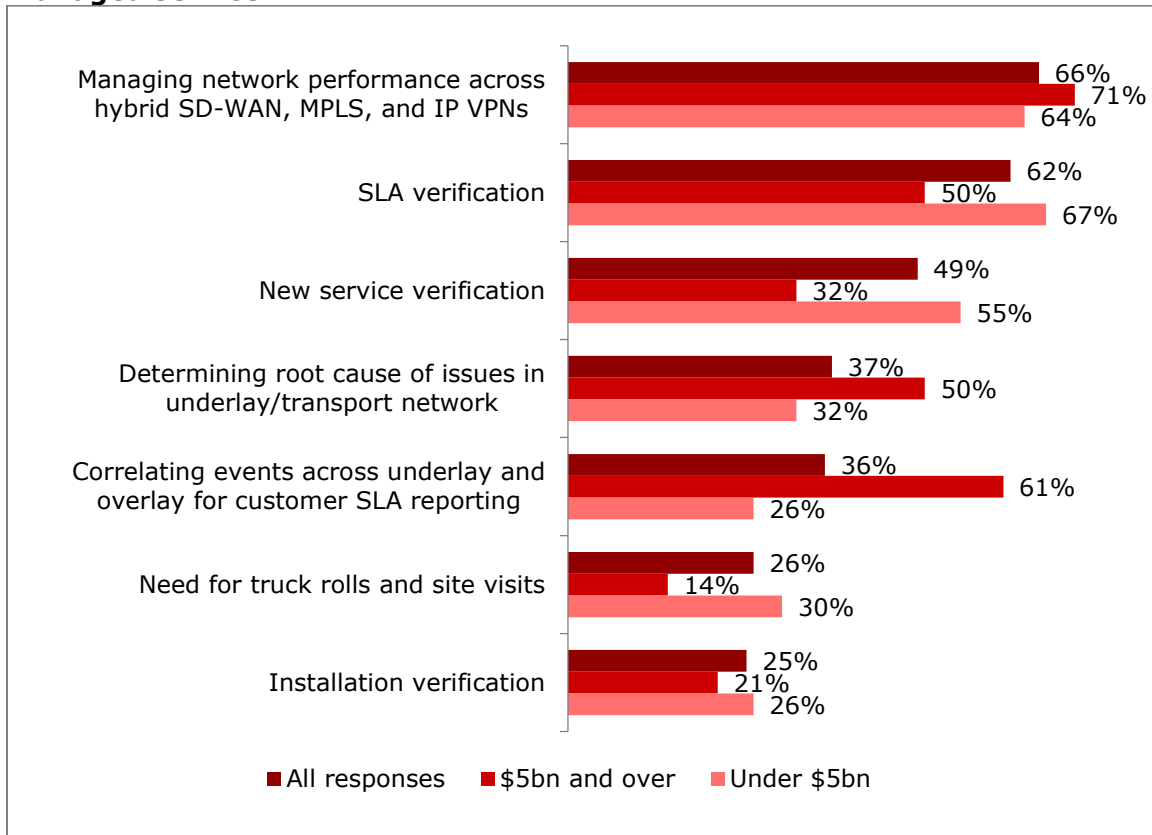 Managing network performance across
hybrid SD-WAN, MPLS, and IP VPNs
66%
71%
64%
SLA verification
62%
50%
67%
New service verification
49%
32%
55%
Determining root cause of issues in
underlay/transport network
37%
50%
32%
Correlating events across underlay and
overlay for customer SLA reporting
36%
61%
26%
Need for truck rolls and site visits
26%
14%
30%
Installation verification
25%
21%
26%
All responses $5bn and over Under $5bn